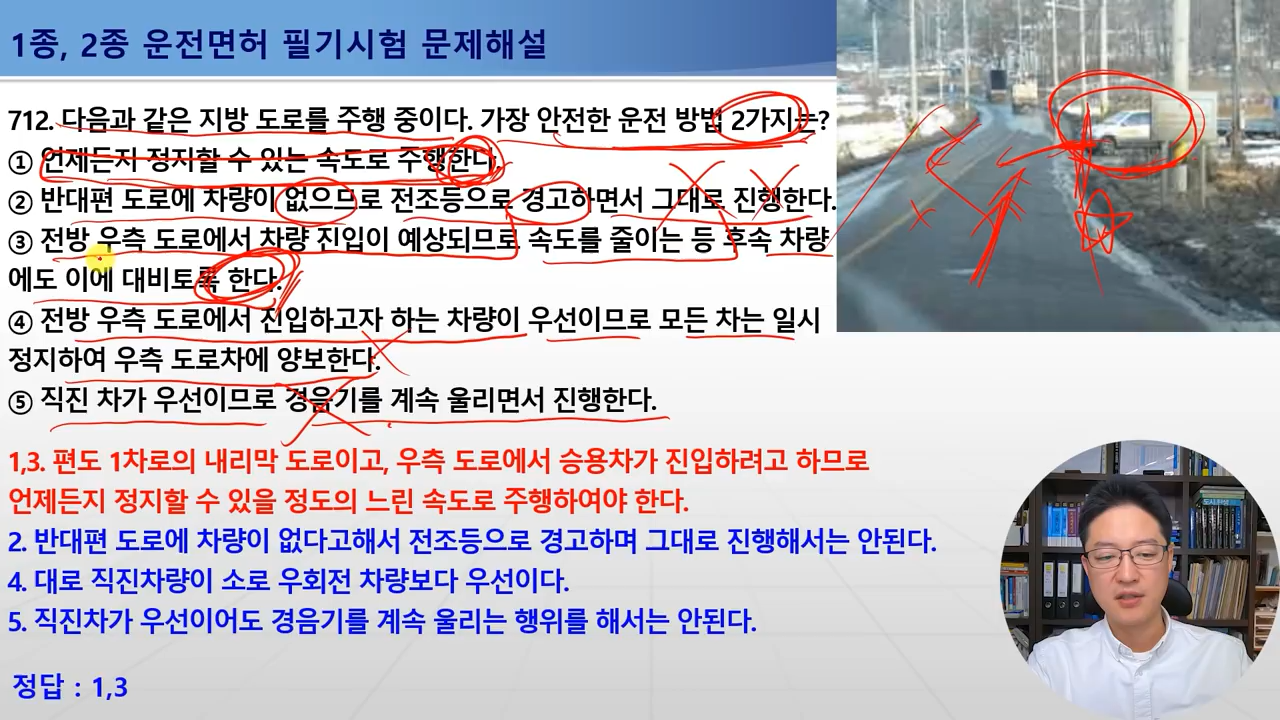 1종, 2종 운전면허 필기시험 문제해설
712. 다음과 같은 지방 도로를 주행 중이다. 가장 안전한 운전 방법 2가지는?
① 언제든지 정지할 수 있는 속도로 주행한다.
② 반대편 도로에 차량이 없으므로 전조등으로 경고하면서 그대로 진행한다.
③ 전방 우측 도로에서 차량 진입이 예상되므로 속도를 줄이는 등 후속 차량
에도 이에 대비토록 한다.
④ 전방 우측 도로에서 진입하고자 하는 차량이 우선이므로 모든 차는 일시
정지하여 우측 도로차에 양보한다.
⑤ 직진 차가 우선이므로 경음기를 계속 울리면서 진행한다.
1,3. 편도 1차로의 내리막 도로이고, 우측 도로에서 승용차가 진입하려고 하므로
언제든지 정지할 수 있을 정도의 느린 속도로 주행하여야 한다.
2. 반대편 도로에 차량이 없다고해서 전조등으로 경고하며 그대로 진행해서는 안된다.
4. 대로 직진차량이 소로 우회전 차량보다 우선이다.
5. 직진차가 우선이어도 경음기를 계속 울리는 행위를 해서는 안된다.
정답 : 1,3